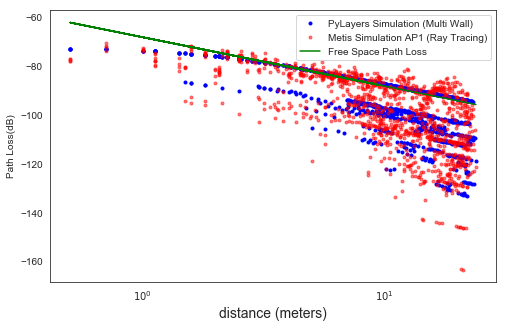 −60
−80
−100
−120
−140
−160
Path Loss(dB)
PyLayers Simulation (Multi Wall)
Metis Simulation AP1 (Ray Tracing)
Free Space Path Loss
10⁰
10¹
distance (meters)